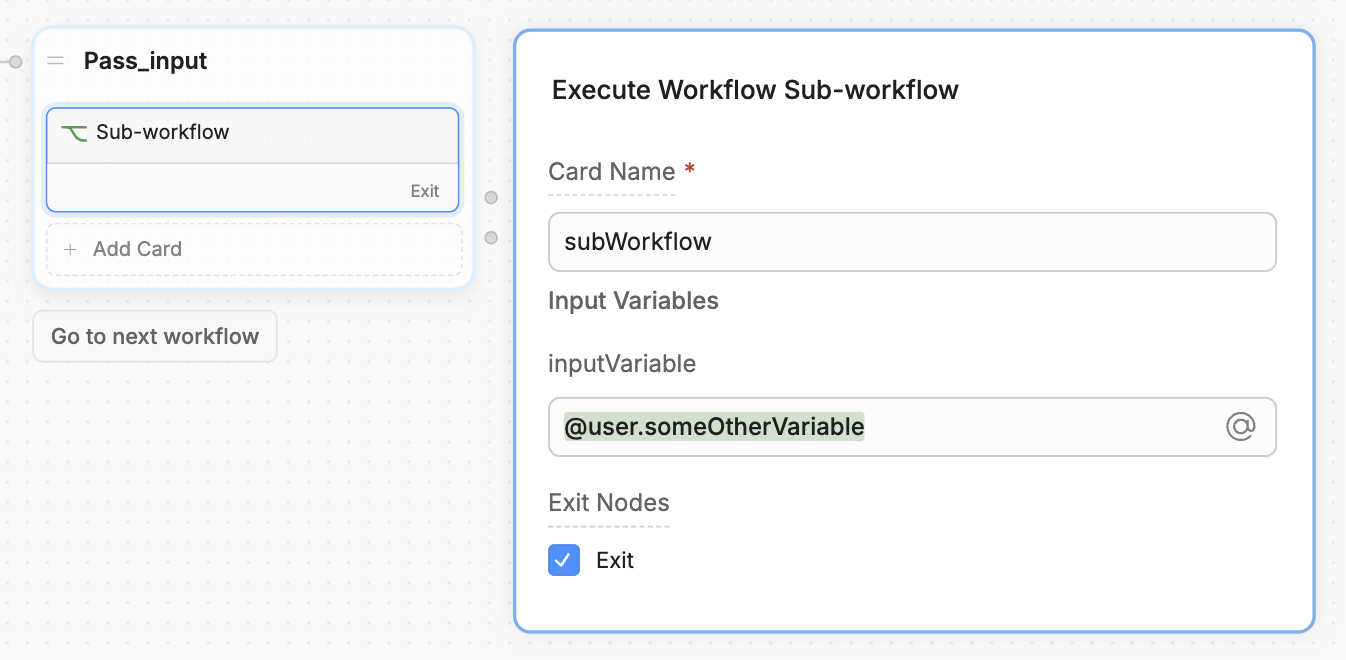 Pass_input
Sub-workflow
Exit
+ Add Card
Go to next workflow
Execute Workflow Sub-workflow
Card Name *
subWorkflow
Input Variables
inputVariable
@user.someOtherVariable @
Exit Nodes
Exit